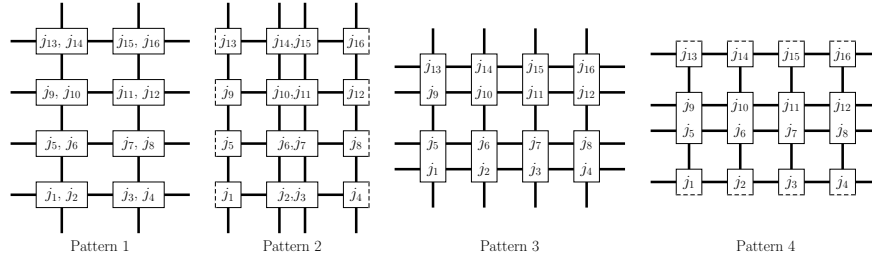 j13, j14 j15, j16
j9, j10 j11, j12
j5, j6 j7, j8
j1, j2 j3, j4
Pattern 1
j13 j14,j15 j16
j9 j10,j11 j12
j5 j6,j7 j8
j1 j2,j3 j4
Pattern 2
j13 j14 j15 j16
j9 j10 j11 j12
j5 j6 j7 j8
j1 j2 j3 j4
Pattern 3
j13 j14 j15 j16
j9 j10 j11 j12
j5 j6 j7 j8
j1 j2 j3 j4
Pattern 4